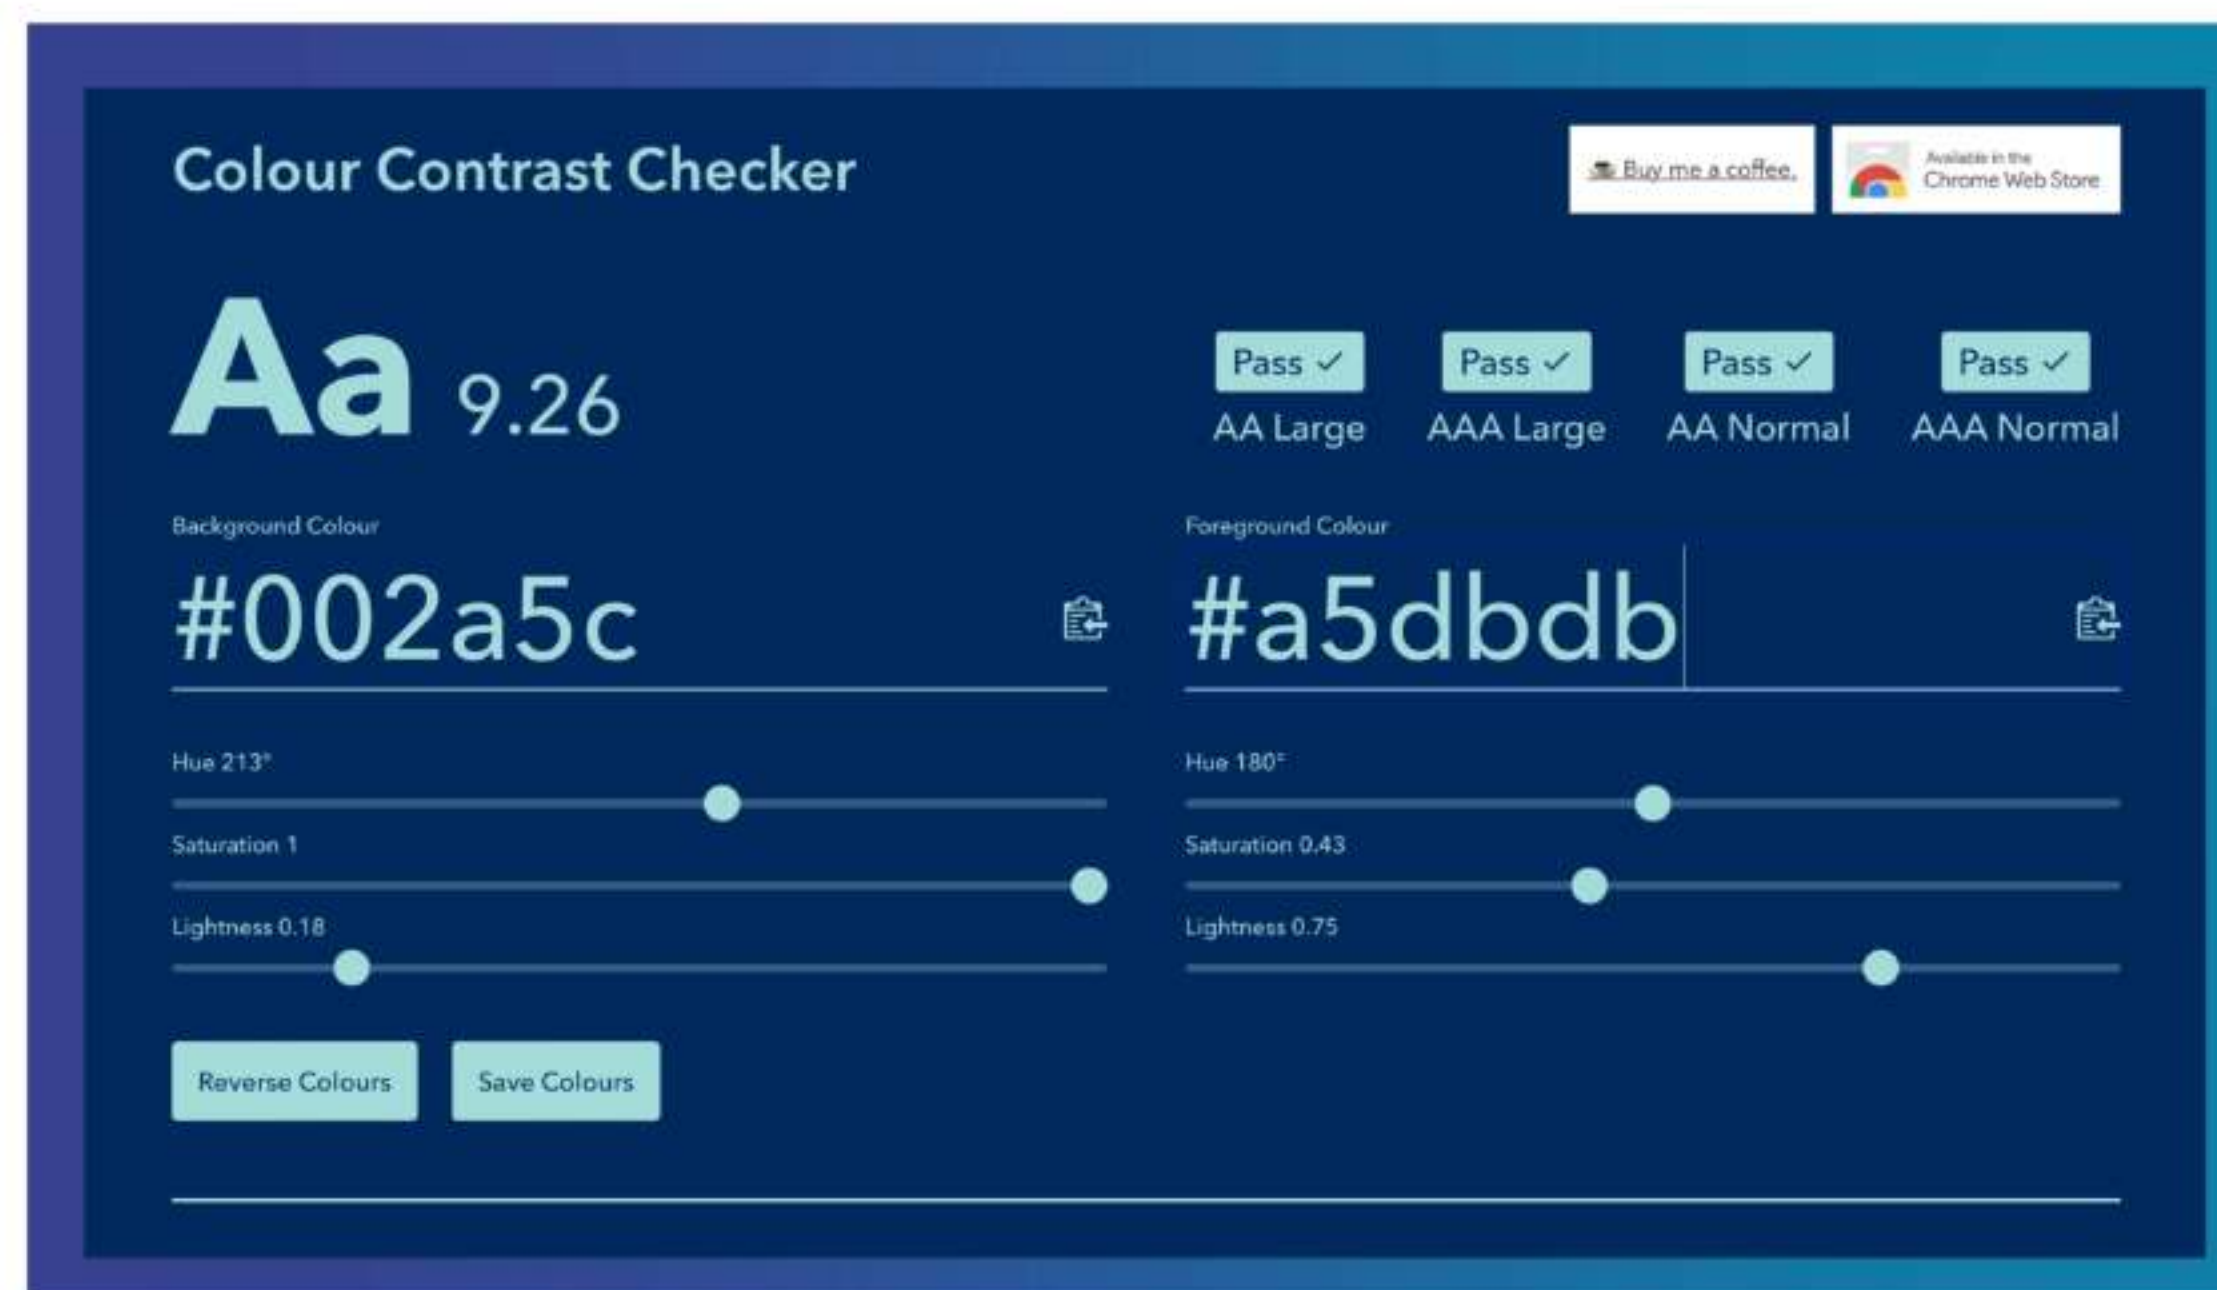 Colour Contrast Checker
Buy me a coffee.
Available in the
Chrome Web Store
Aa 9.26
Pass ✓ Pass ✓ Pass ✓ Pass ✓
AA Large AAA Large AA Normal AAA Normal
Background Colour
#002a5c
Foreground Colour
#a5dbdb
Hue 213°
Saturation 1
Lightness 0.18
Hue 180°
Saturation 0.43
Lightness 0.75
Reverse Colours Save Colours